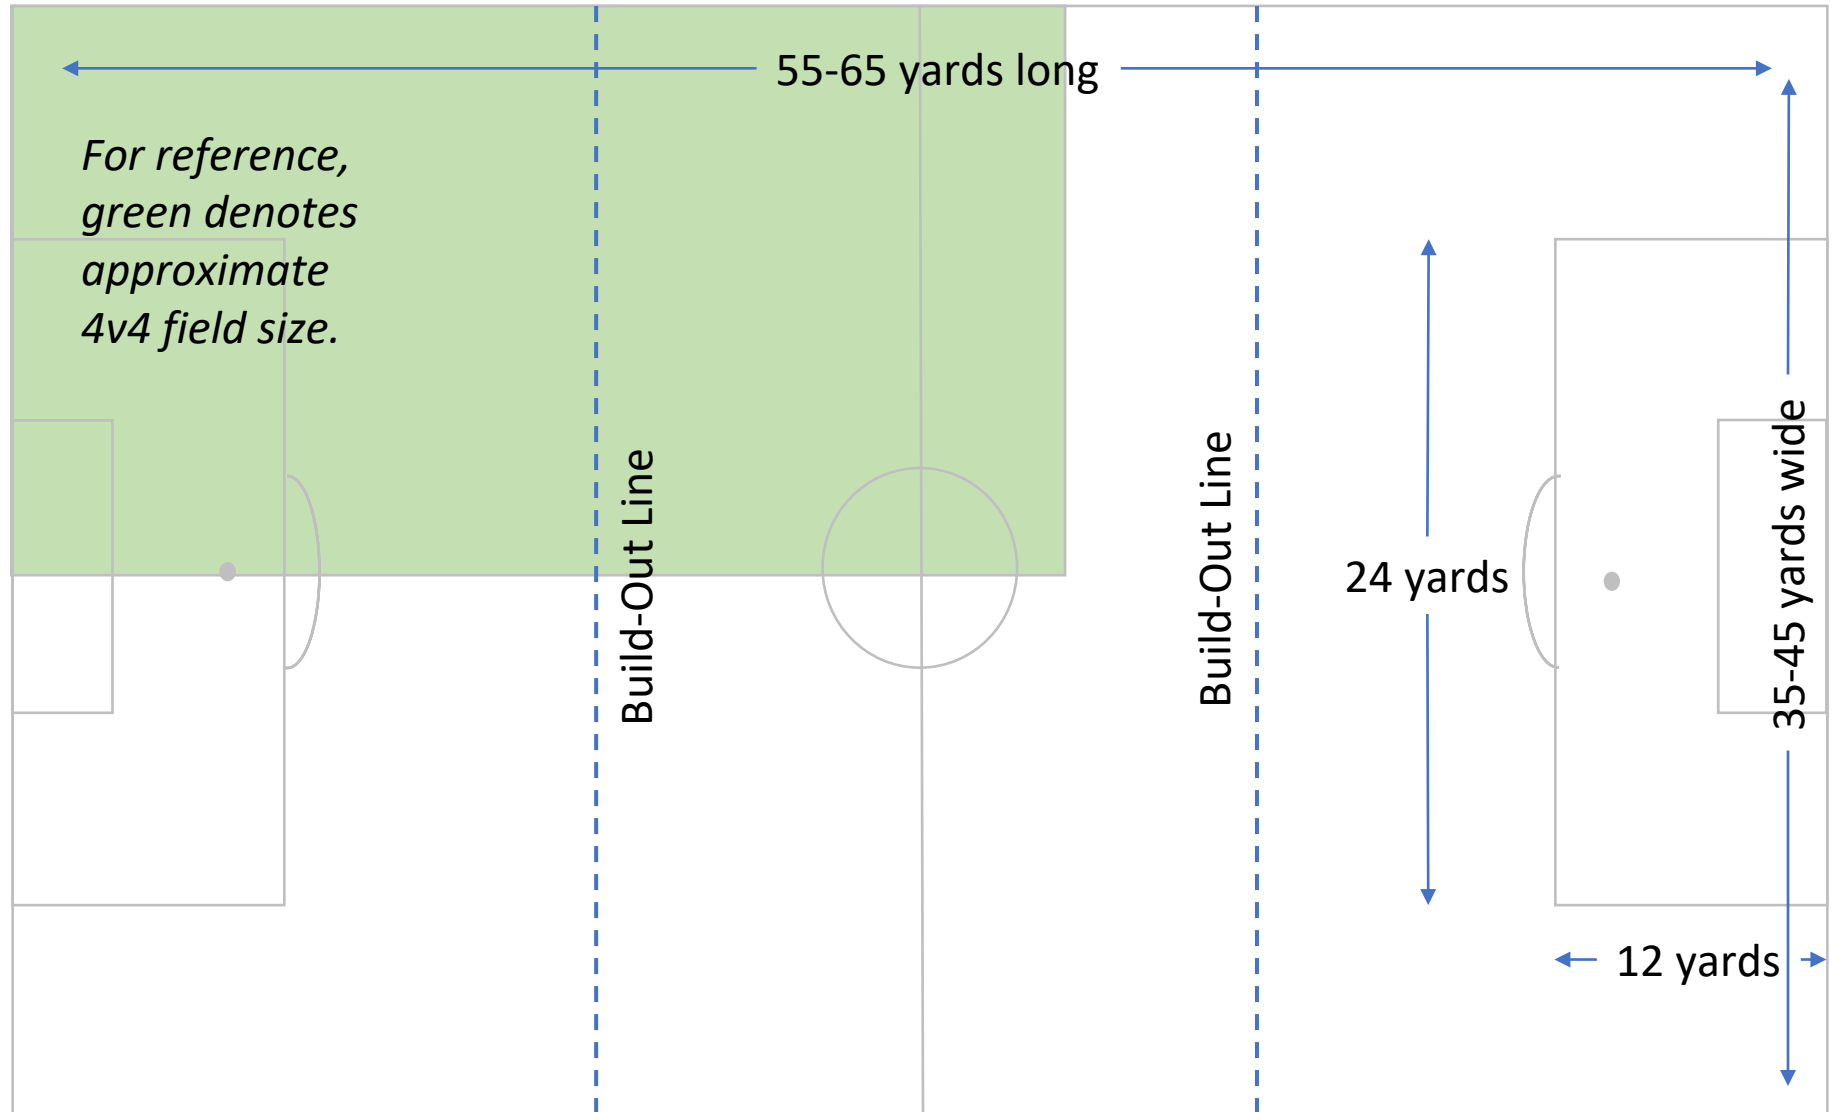 55-65 yards long
For reference,
green denotes
approximate
4v4 field size.
Build-Out Line
Build-Out Line
24 yards
35-45 yards wide
12 yards